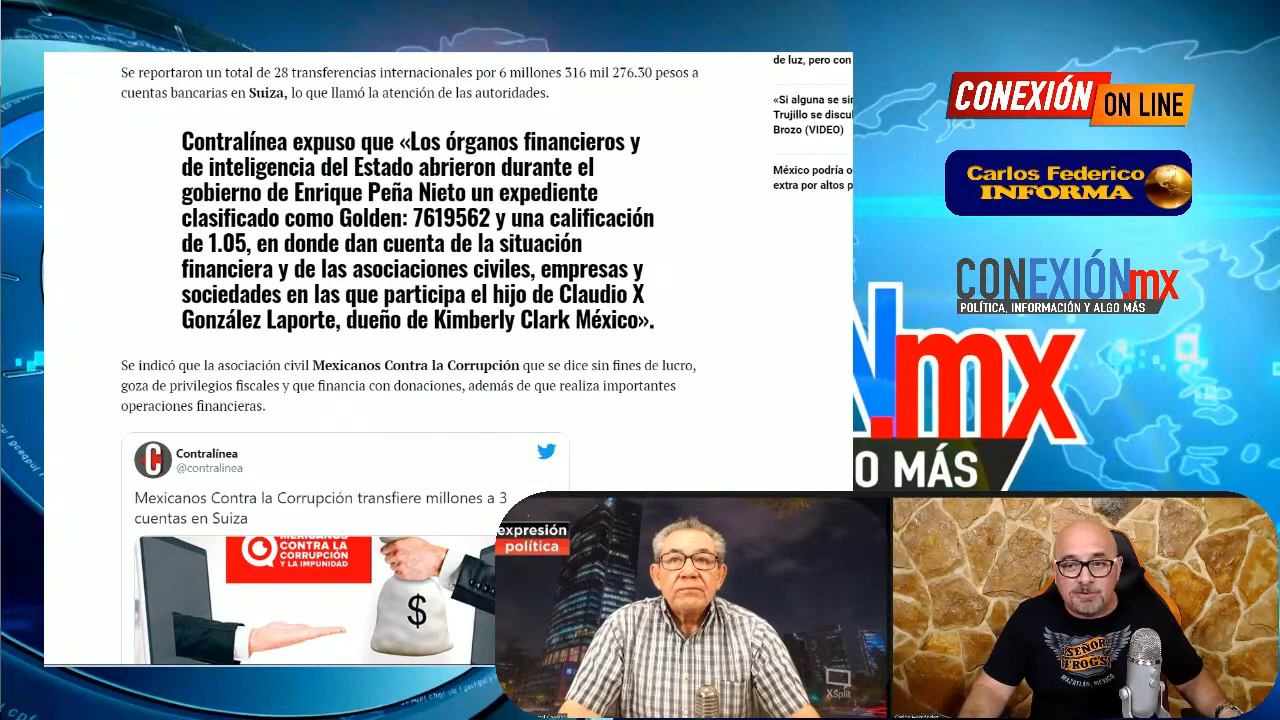 Se reportaron un total de 28 transferencias internacionales por 6 millones 316 mil 276.30 pesos a
cuentas bancarias en Suiza, lo que llamó la atención de las autoridades.
Contralínea expuso que «Los órganos financieros y
de inteligencia del Estado abrieron durante el
gobierno de Enrique Peña Nieto un expediente
clasificado como Golden: 7619562 y una calificación
de 1.05, en donde dan cuenta de la situación
financiera y de las asociaciones civiles, empresas y
sociedades en las que participa el hijo de Claudio X
González Laporte, dueño de Kimberly Clark México».
Se indicó que la asociación civil Mexicanos Contra la Corrupción que se dice sin fines de lucro,
goza de privilegios fiscales y que financia con donaciones, además de que realiza importantes
operaciones financieras.
Contralínea
@contralinea
Mexicanos Contra la Corrupción transfiere millones a 3
cuentas en Suiza
MEXICANOS
CONTRA LA
CORRUPCIÓN
Y LA IMPUNIDAD
$
de luz, pero con
«Si alguna se sin
Trujillo se discul
Brozo (VIDEO)
México podría o
extra por altos p
CONEXIÓN
ON LINE
Carlos Federico
INFORMA
CONEXIÓN.mx
POLÍTICA, INFORMACIÓN Y ALGO MÁS
N.mx
O MÁS
expresión
política
XSplit
SEÑOR
FROG'S
MAZATLÁN, MÉXICO